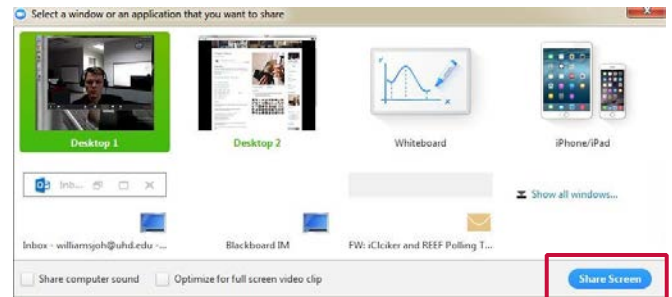 Select a window or an application that you want to share
Desktop 1
Desktop 2
Whiteboard
iPhone/iPad
Inb...
Show all windows...
Inbox - williamsjoh@uhd.edu -...
Blackboard IM
FW: iClciker and REEF Polling T...
Share computer sound
Optimize for full screen video clip
Share Screen